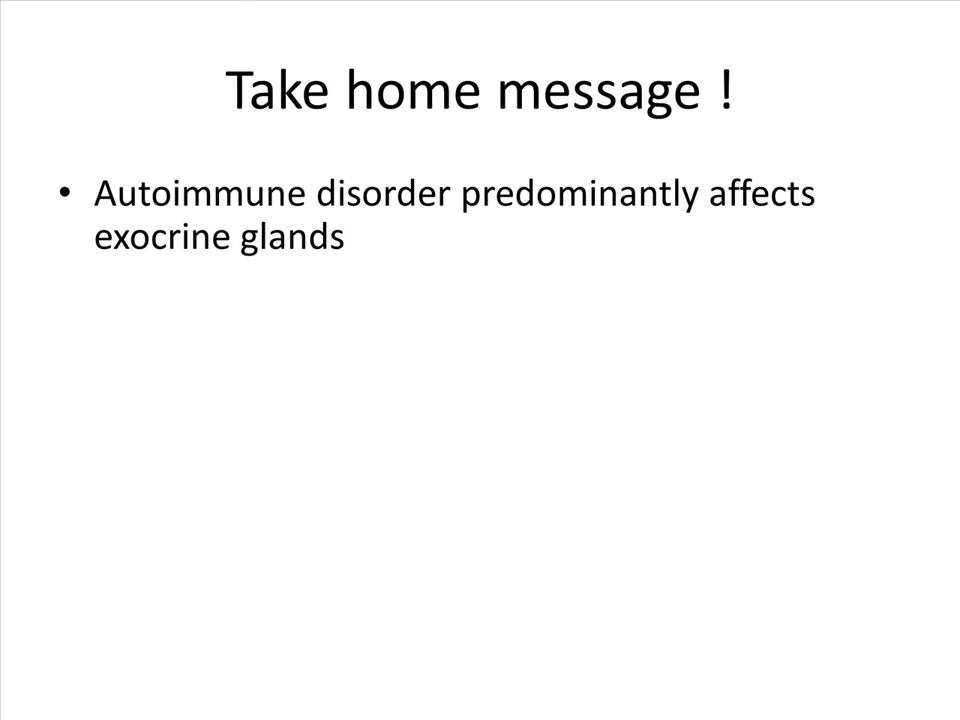 Take home message !
• Autoimmune disorder predominantly affects
exocrine glands